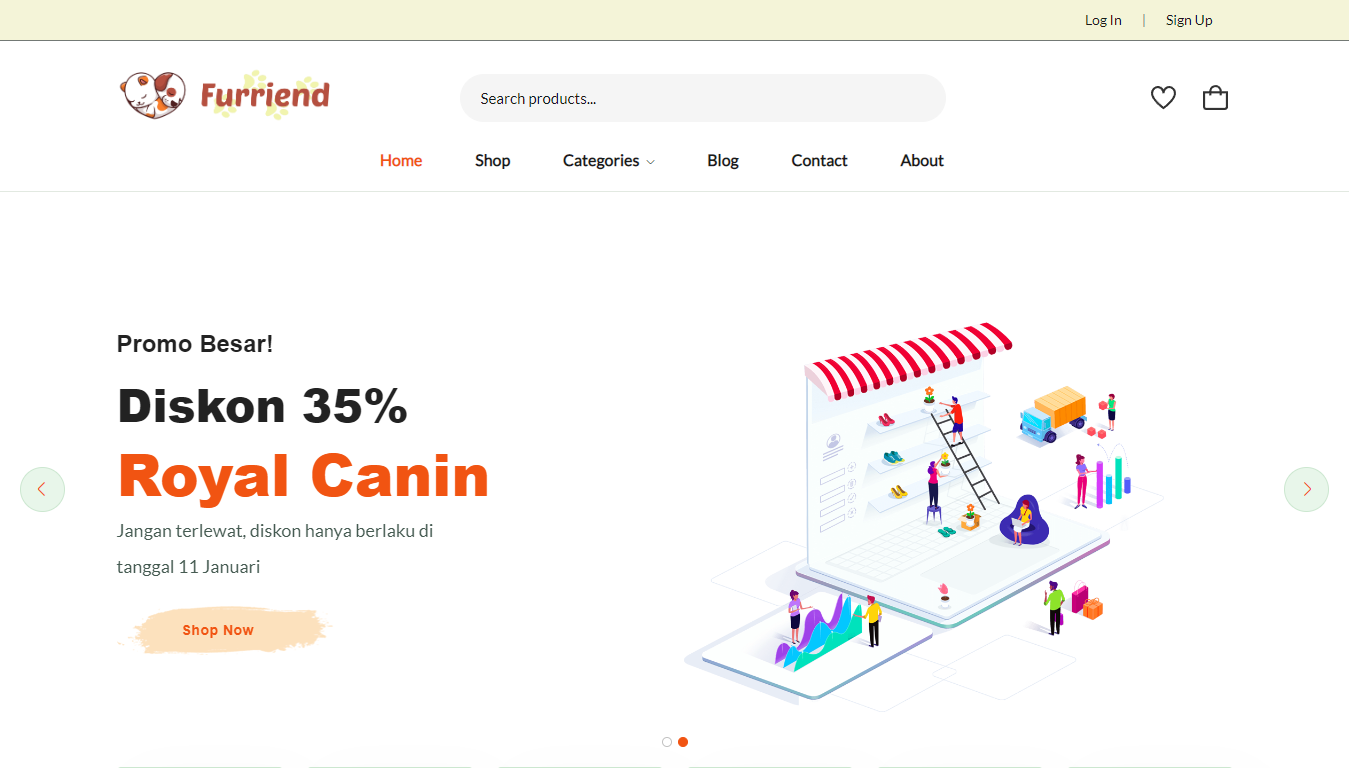 Log In | Sign Up
Furriend
Search products...
Home Shop Categories Blog Contact About
Promo Besar!
Diskon 35%
Royal Canin
Jangan terlewat, diskon hanya berlaku di
tanggal 11 Januari
Shop Now